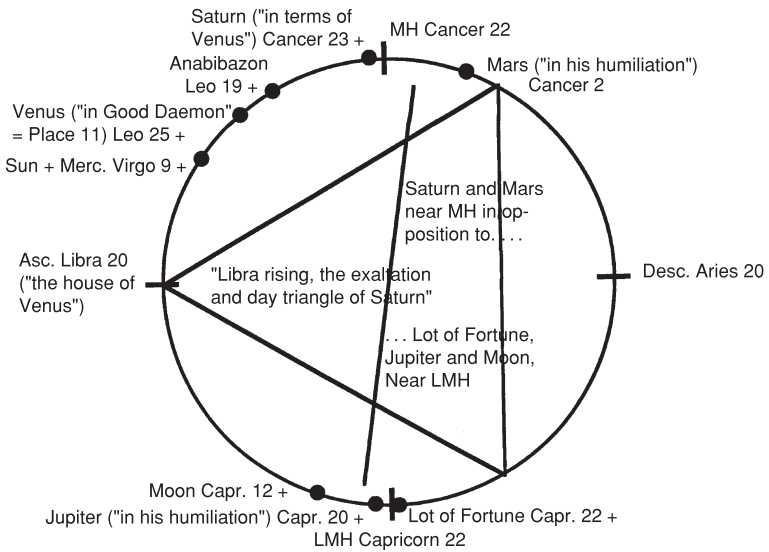 Saturn ("in terms of
Venus") Cancer 23 +
MH Cancer 22
Anabibazon
Leo 19 +
Mars ("in his humiliation")
Cancer 2
Venus ("in Good Daemon"
= Place 11) Leo 25 +
Sun + Merc. Virgo 9 +
Saturn and Mars
near MH in op-
position to. . . .
Asc. Libra 20
("the house of
Venus")
"Libra rising, the exaltation
and day triangle of Saturn"
Desc. Aries 20
. . . Lot of Fortune,
Jupiter and Moon,
Near LMH
Moon Capr. 12 +
Jupiter ("in his humiliation") Capr. 20 +
Lot of Fortune Capr. 22 +
LMH Capricorn 22